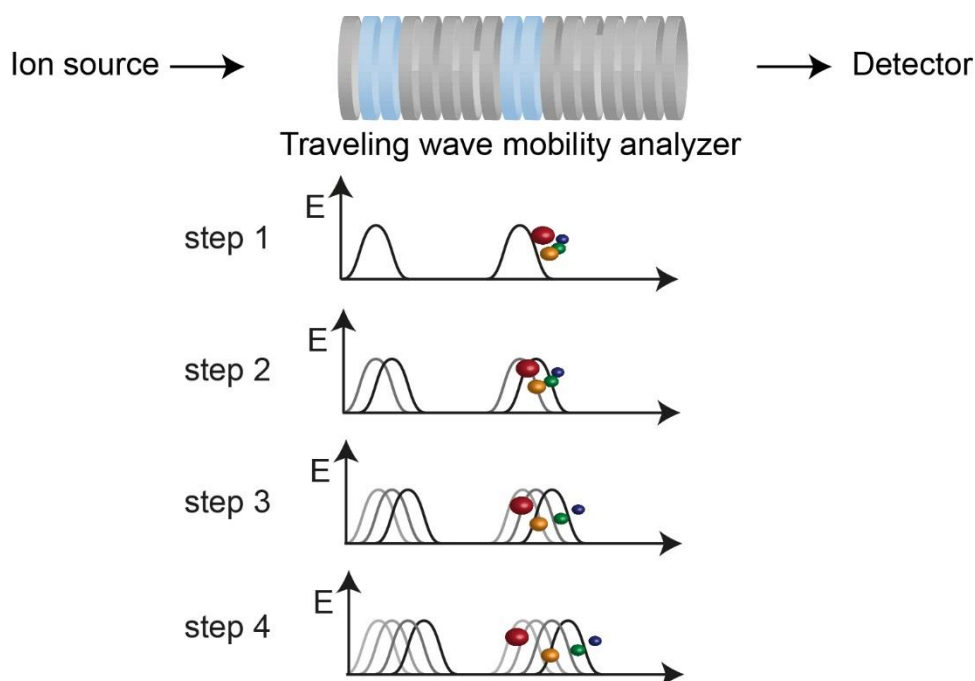 Ion source
Detector
Traveling wave mobility analyzer
E
step 1
E
step 2
E
step 3
E
step 4